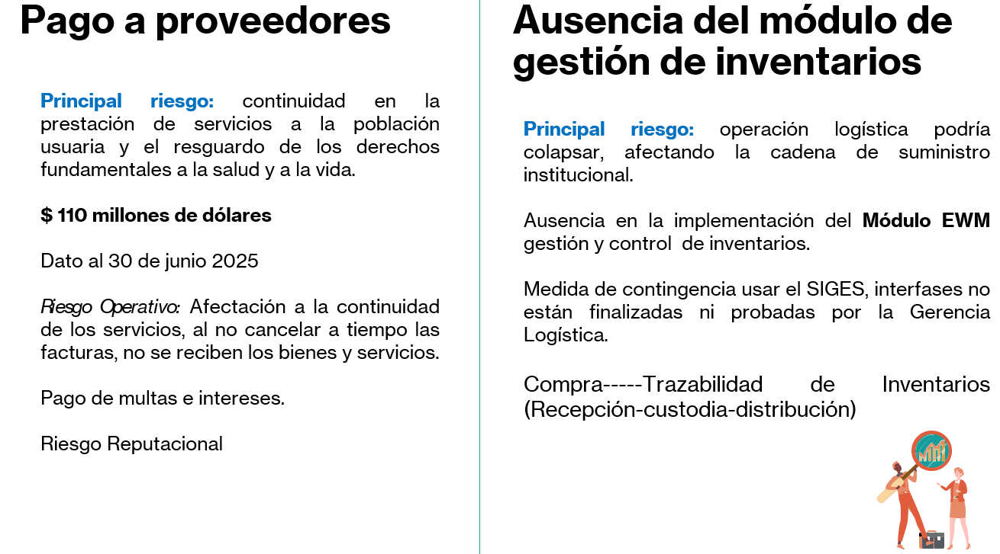 Pago a proveedores
Principal riesgo: continuidad en la
prestación de servicios a la población
usuaria y el resguardo de los derechos
fundamentales a la salud y a la vida.
$ 110 millones de dólares
Dato al 30 de junio 2025
Riesgo Operativo: Afectación a la continuidad
de los servicios, al no cancelar a tiempo las
facturas, no se reciben los bienes y servicios.
Pago de multas e intereses.
Riesgo Reputacional
Ausencia del módulo de
gestión de inventarios
Principal riesgo: operación logística podría
colapsar, afectando la cadena de suministro
institucional.
Ausencia en la implementación del Módulo EWM
gestión y control  de inventarios.
Medida de contingencia usar el SIGES, interfases no
están finalizadas ni probadas por la Gerencia
Logística.
Compra-----Trazabilidad de Inventarios
(Recepción-custodia-distribución)